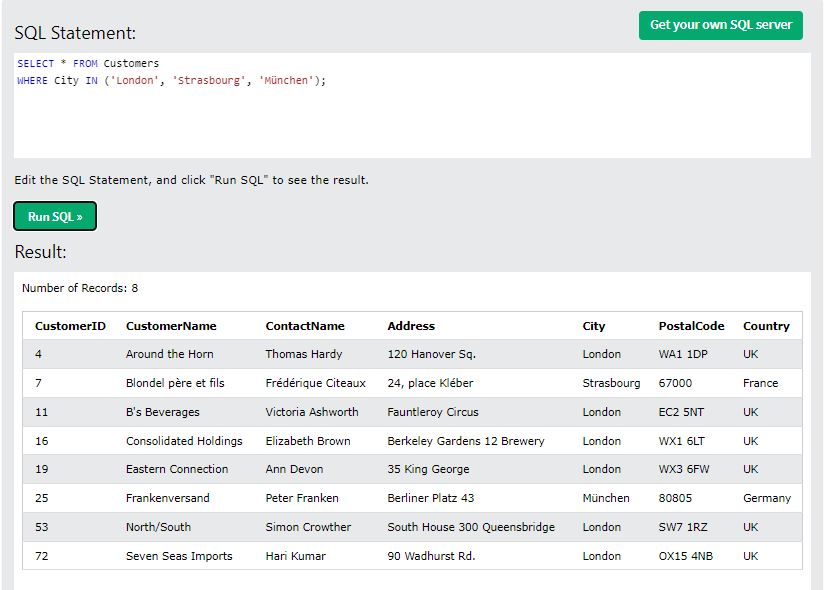 SQL Statement:
Get your own SQL server
SELECT * FROM Customers
WHERE City IN ('London', 'Strasbourg', 'München');
Edit the SQL Statement, and click "Run SQL" to see the result.
Run SQL »
Result:
Number of Records: 8
CustomerID CustomerName ContactName Address City PostalCode Country
4 Around the Horn Thomas Hardy 120 Hanover Sq. London WA1 1DP UK
7 Blondel père et fils Frédérique Citeaux 24, place Kléber Strasbourg 67000 France
11 B's Beverages Victoria Ashworth Fauntleroy Circus London EC2 5NT UK
16 Consolidated Holdings Elizabeth Brown Berkeley Gardens 12 Brewery London WX1 6LT UK
19 Eastern Connection Ann Devon 35 King George London WX3 6FW UK
25 Frankenversand Peter Franken Berliner Platz 43 München 80805 Germany
53 North/South Simon Crowther South House 300 Queensbridge London SW7 1RZ UK
72 Seven Seas Imports Hari Kumar 90 Wadhurst Rd. London OX15 4NB UK